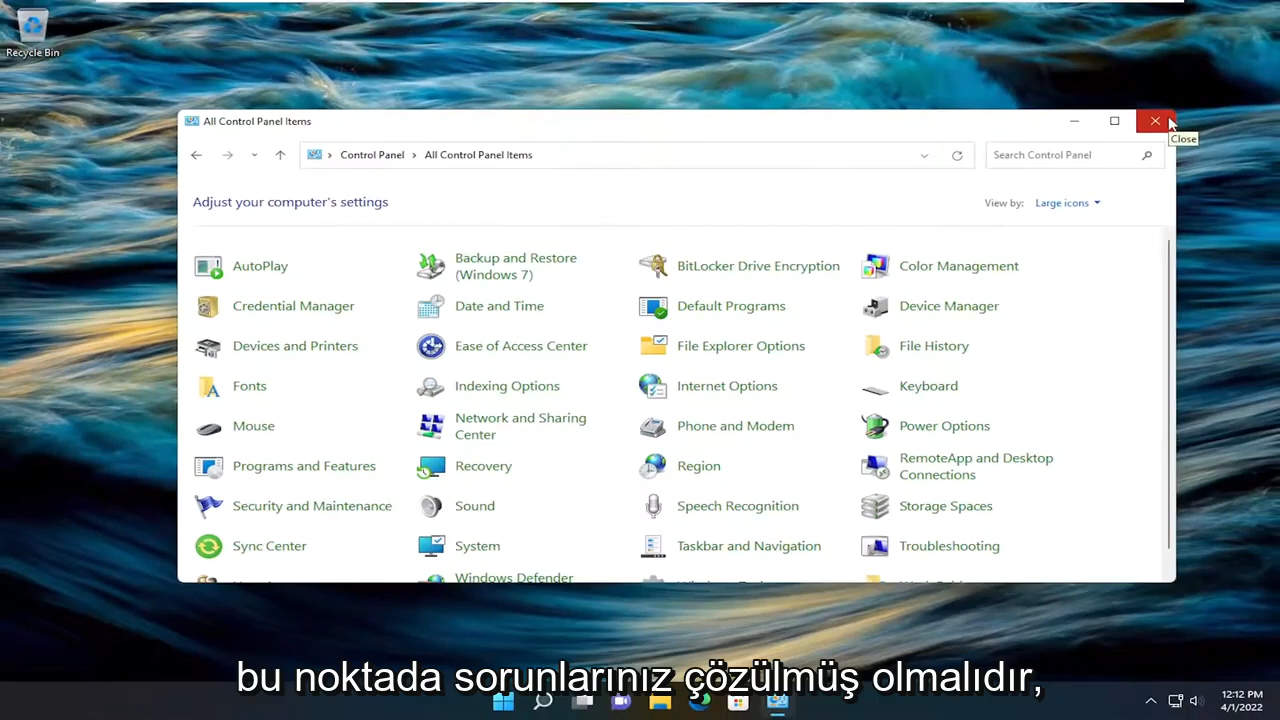 Recycle Bin
All Control Panel Items
Close
Control Panel
All Control Panel Items
Search Control Panel
Adjust your computer's settings
View by: Large icons
AutoPlay
Backup and Restore
(Windows 7)
BitLocker Drive Encryption
Color Management
Credential Manager
Date and Time
Default Programs
Device Manager
Devices and Printers
Ease of Access Center
File Explorer Options
File History
Fonts
Indexing Options
Internet Options
Keyboard
Mouse
Network and Sharing
Center
Phone and Modem
Power Options
Programs and Features
Recovery
Region
RemoteApp and Desktop
Connections
Security and Maintenance
Sound
Speech Recognition
Storage Spaces
Sync Center
System
Taskbar and Navigation
Troubleshooting
Windows Defender
bu noktada sorunlarınız çözülmüş olmalıdır,
12:12 PM
4/1/2022